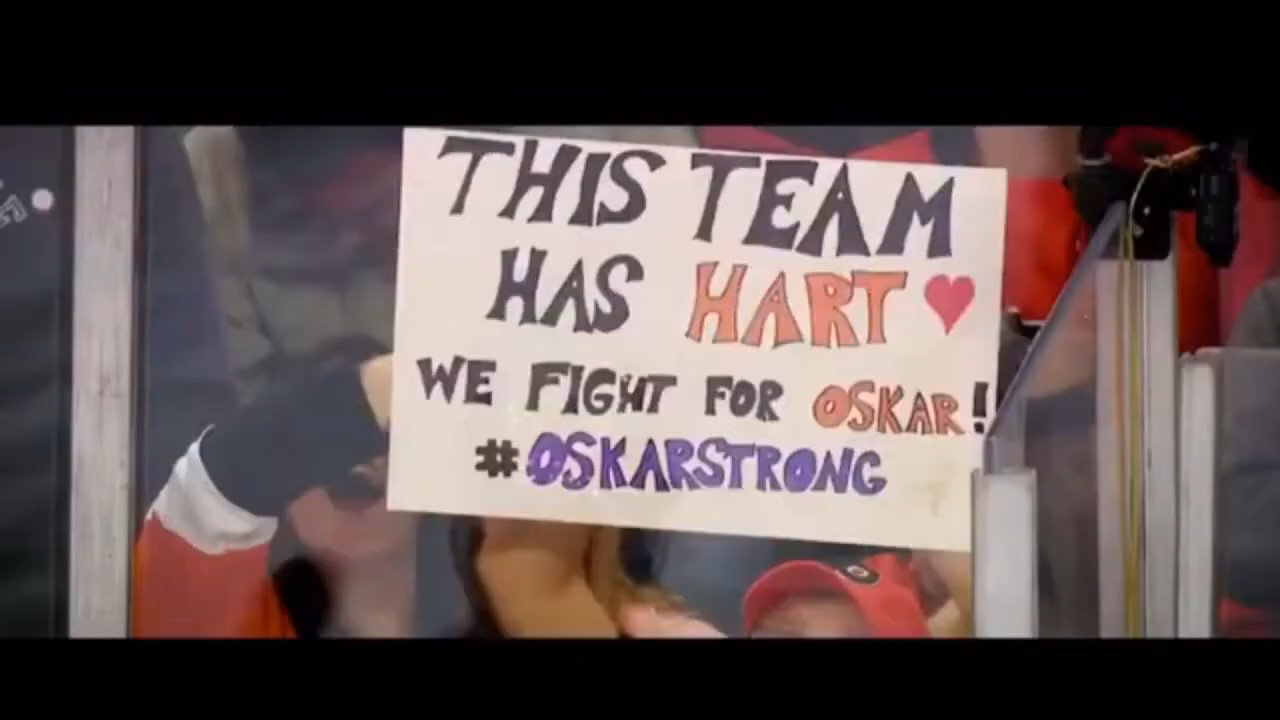 THIS TEAM
HAS HART
WE FIGHT FOR OSKAR!
#OSKARSTRONG